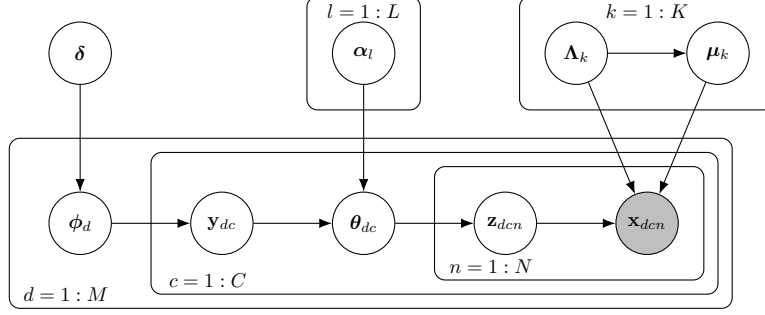 l = 1 : L
k = 1 : K
δ
α_l
Λ_k
μ_k
ϕ_d
y_dc
θ_dc
z_dcn
x_dcn
n = 1 : N
c = 1 : C
d = 1 : M